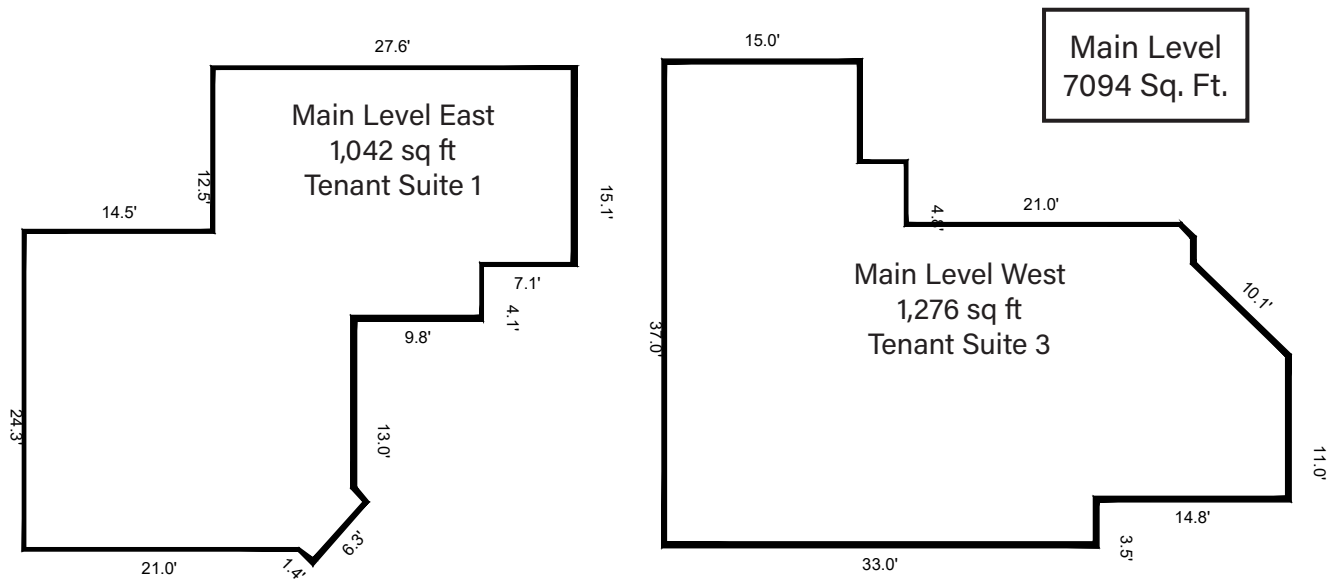 27.6'
15.0'
Main Level
7094 Sq. Ft.
Main Level East
1,042 sq ft
Tenant Suite 1
12.5'
15.1'
14.5'
4.8'
21.0'
7.1'
4.1'
9.8'
Main Level West
1,276 sq ft
Tenant Suite 3
10.1'
37.0'
24.3'
13.0'
11.0'
6.3'
1.4'
21.0'
14.8'
3.5'
33.0'